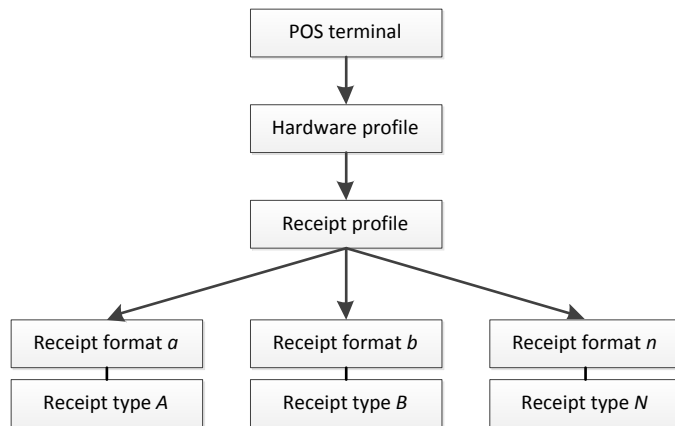 POS terminal
Hardware profile
Receipt profile
Receipt format a
Receipt format b
Receipt format n
Receipt type A
Receipt type B
Receipt type N